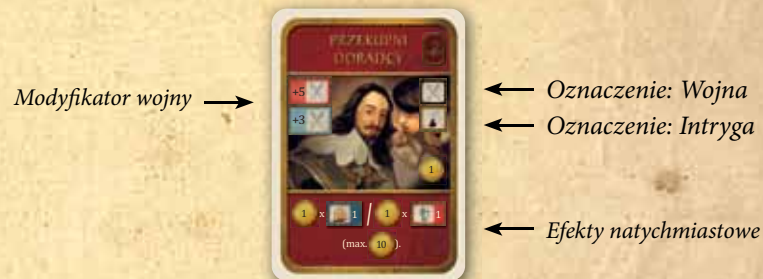 PRZEKUPNI
DORADCY
Modyfikator wojny
+5
+3
Oznaczenie: Wojna
Oznaczenie: Intryga
1
1 x 1 / 1 x 1
(max. 10 ).
Efekty natychmiastowe